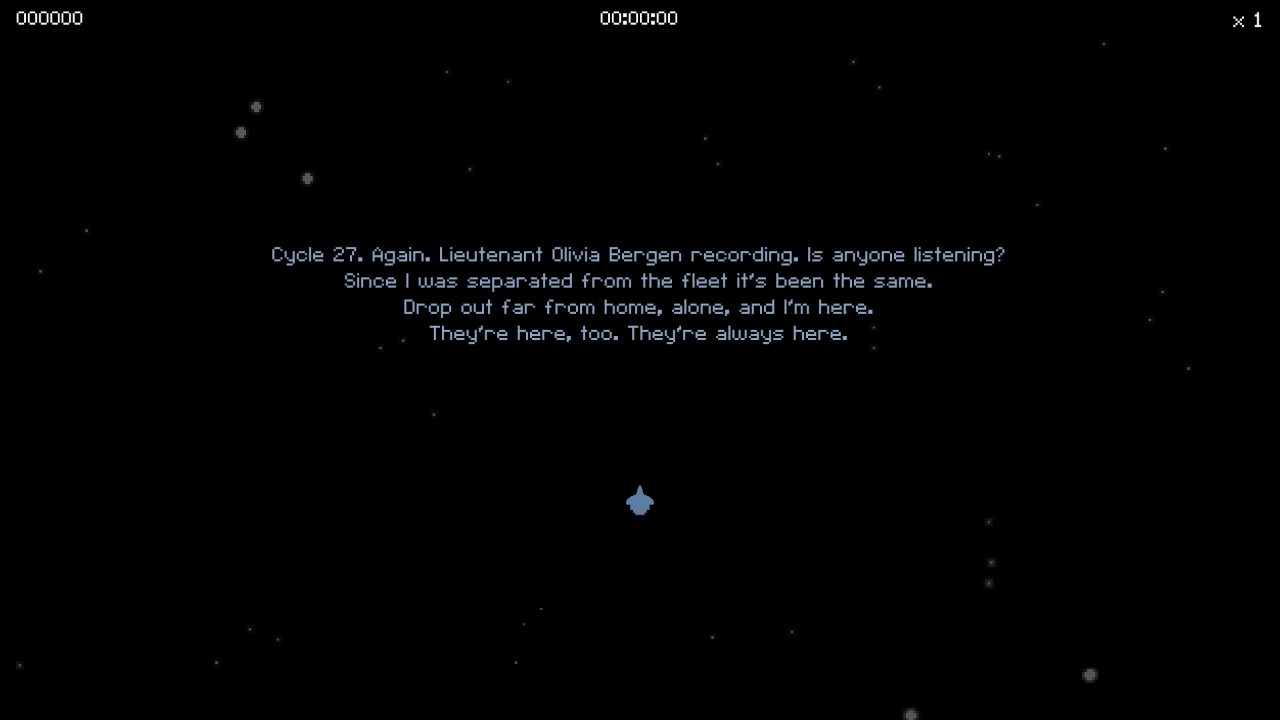 000000
00:00:00
x 1
Cycle 27. Again. Lieutenant Olivia Bergen recording. Is anyone listening?
Since I was separated from the fleet it's been the same.
Drop out far from home, alone, and I'm here.
They're here, too. They're always here.